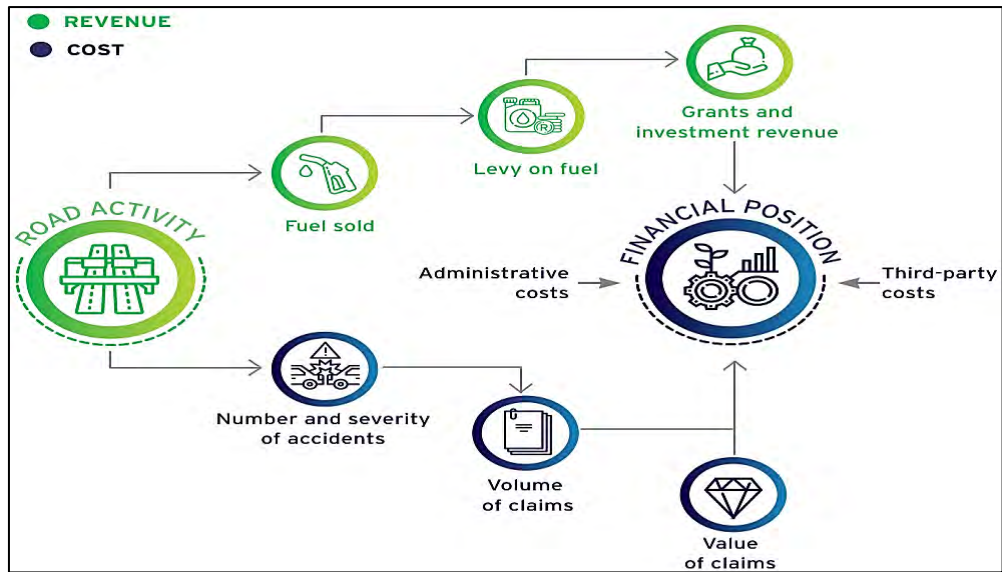 REVENUE
COST
Grants and
investment revenue
Levy on fuel
Fuel sold
ROAD ACTIVITY
FINANCIAL POSITION
Administrative
costs
Third-party
costs
Number and severity
of accidents
Volume
of claims
Value
of claims
R